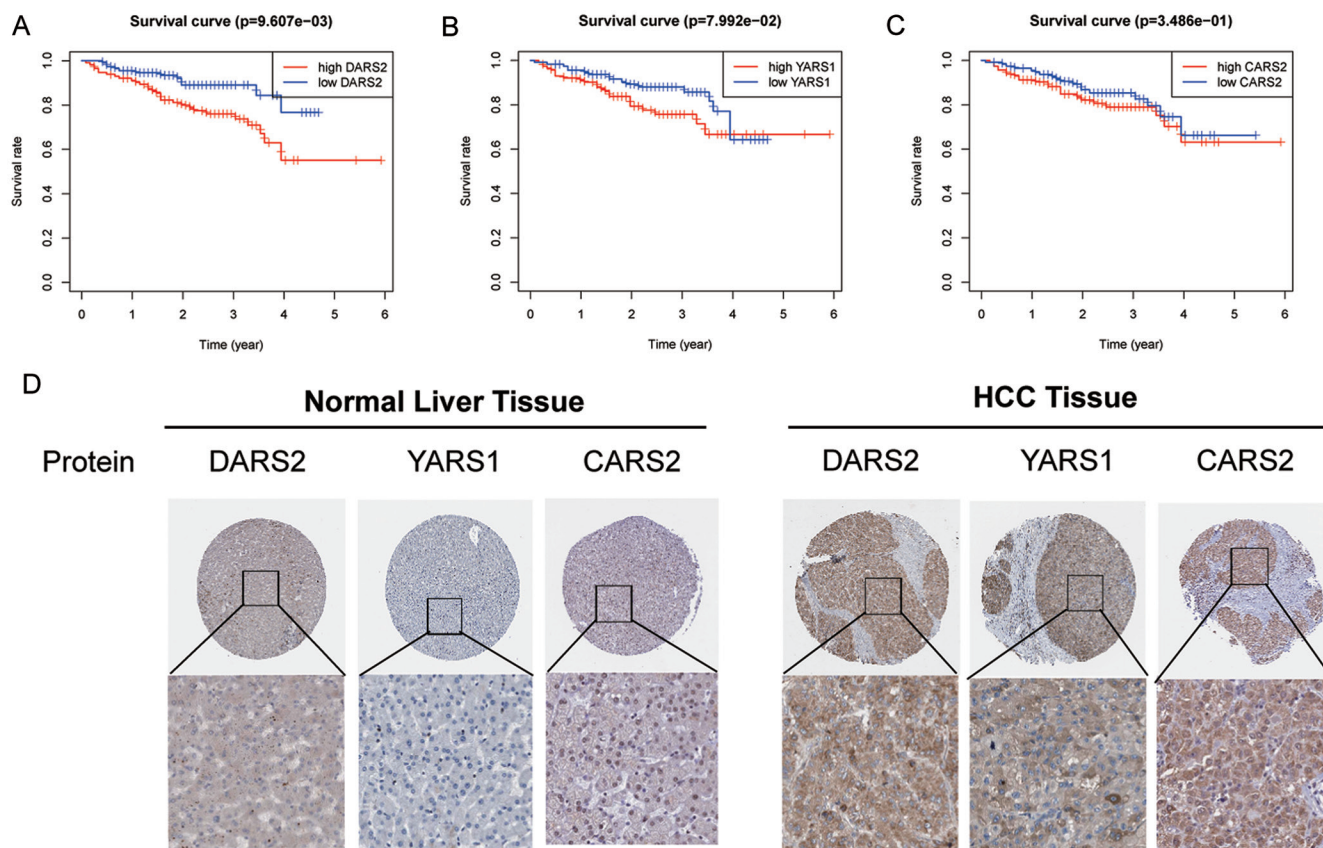 A
Survival curve (p=9.607e−03)
high DARS2
low DARS2
Survival rate
0.0 0.2 0.4 0.6 0.8 1.0
0 1 2 3 4 5 6
Time (year)
B
Survival curve (p=7.992e−02)
high YARS1
low YARS1
Survival rate
0.0 0.2 0.4 0.6 0.8 1.0
0 1 2 3 4 5 6
Time (year)
C
Survival curve (p=3.486e−01)
high CARS2
low CARS2
Survival rate
0.0 0.2 0.4 0.6 0.8 1.0
0 1 2 3 4 5 6
Time (year)
D
Normal Liver Tissue
HCC Tissue
Protein DARS2 YARS1 CARS2 DARS2 YARS1 CARS2